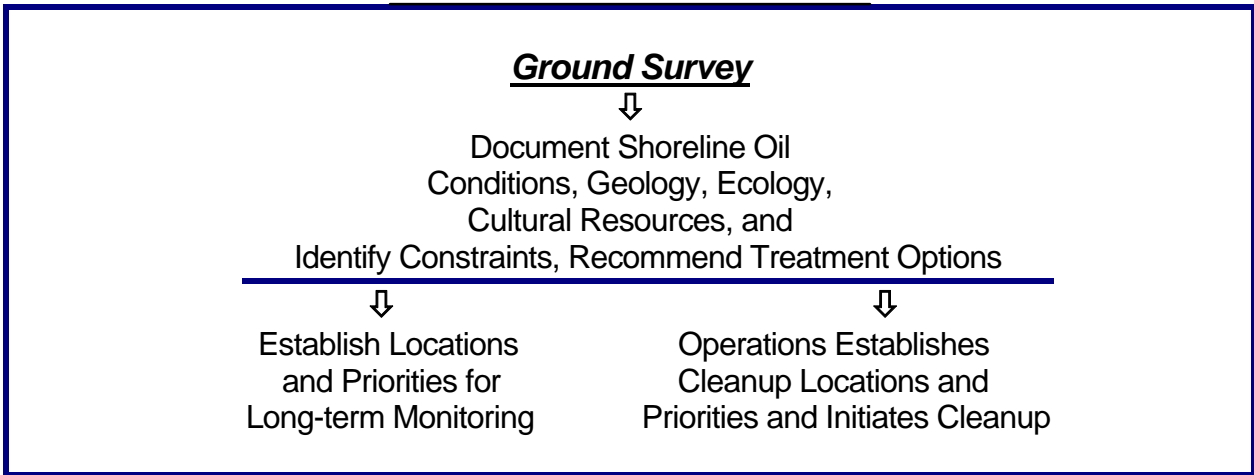 Ground Survey
Document Shoreline Oil
Conditions, Geology, Ecology,
Cultural Resources, and
Identify Constraints, Recommend Treatment Options
Establish Locations
and Priorities for
Long-term Monitoring
Operations Establishes
Cleanup Locations and
Priorities and Initiates Cleanup